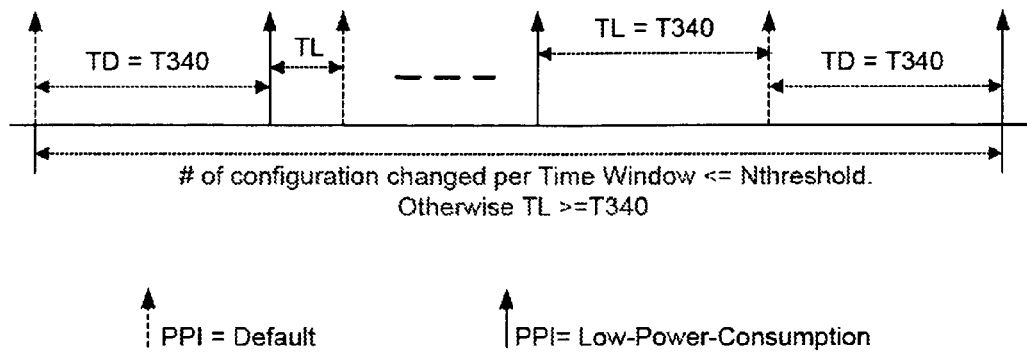 TD = T340
TL
TL = T340
TD = T340
# of configuration changed per Time Window <= Nthreshold.
Otherwise TL >=T340
PPI = Default
PPI= Low-Power-Consumption